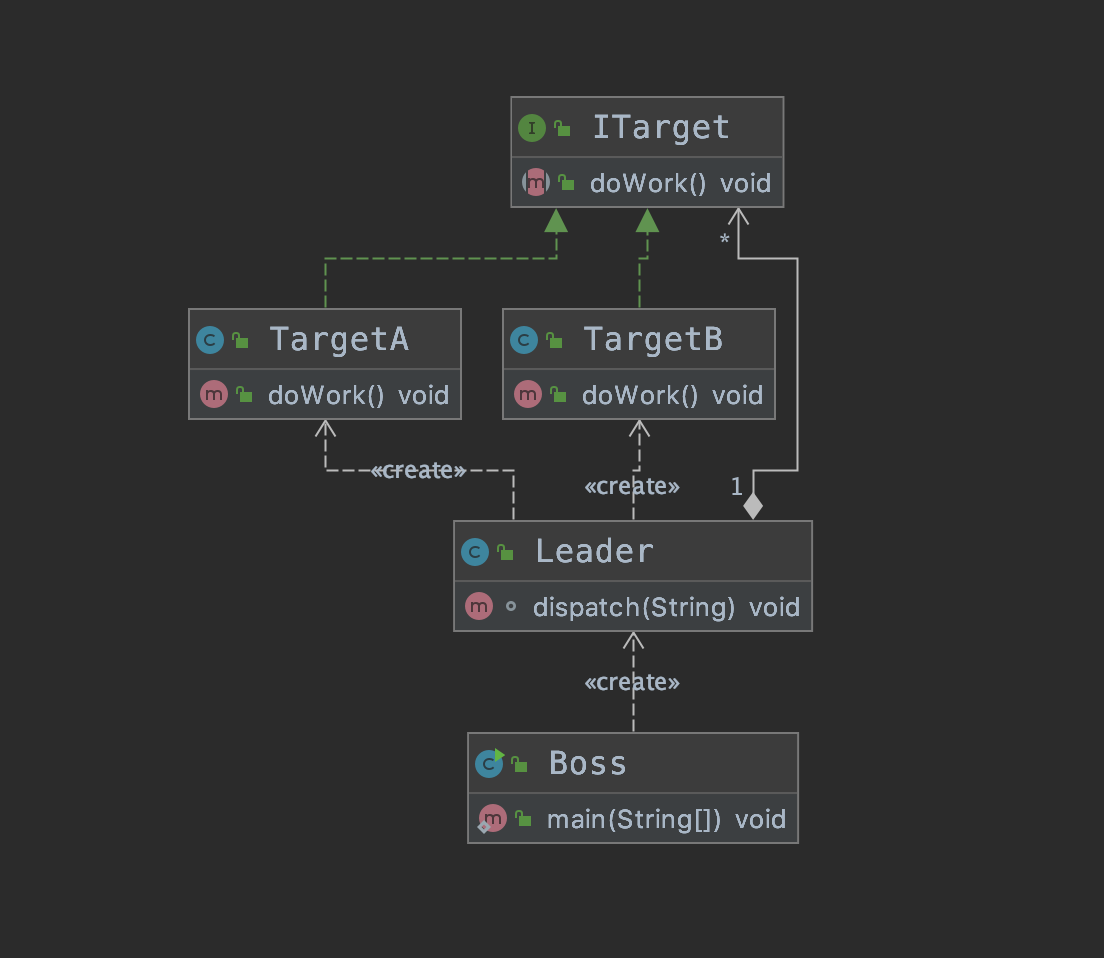 I ITarget
m doWork() void
*
C TargetA
m doWork() void
C TargetB
m doWork() void
«create»
«create»
1
C Leader
m dispatch(String) void
«create»
C Boss
m main(String[]) void